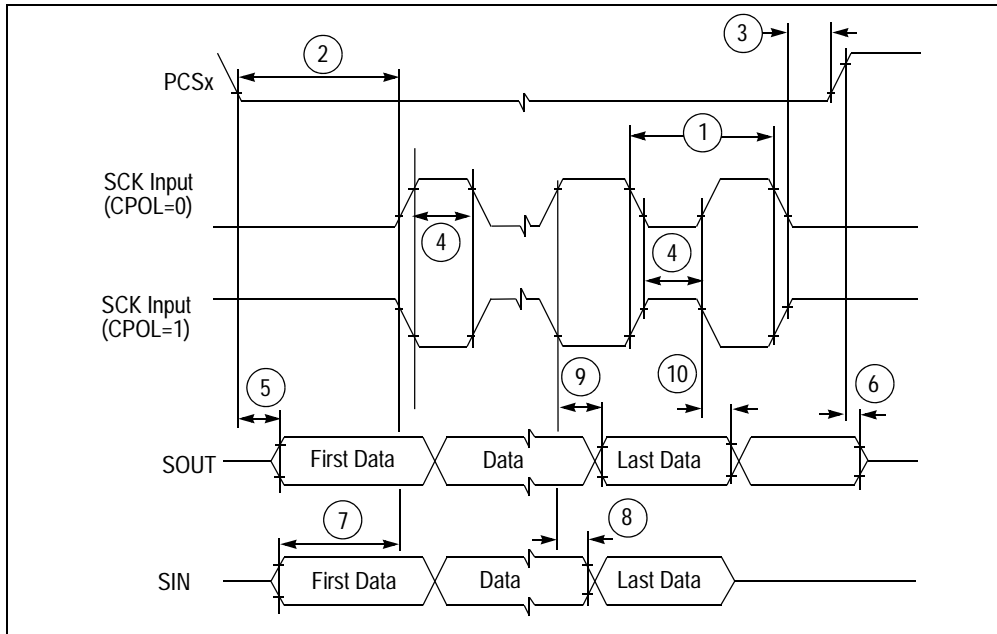 3
2
PCSx
1
SCK Input
(CPOL=0)
4
4
SCK Input
(CPOL=1)
5
9
10
6
SOUT
First Data
Data
Last Data
7
8
SIN
First Data
Data
Last Data